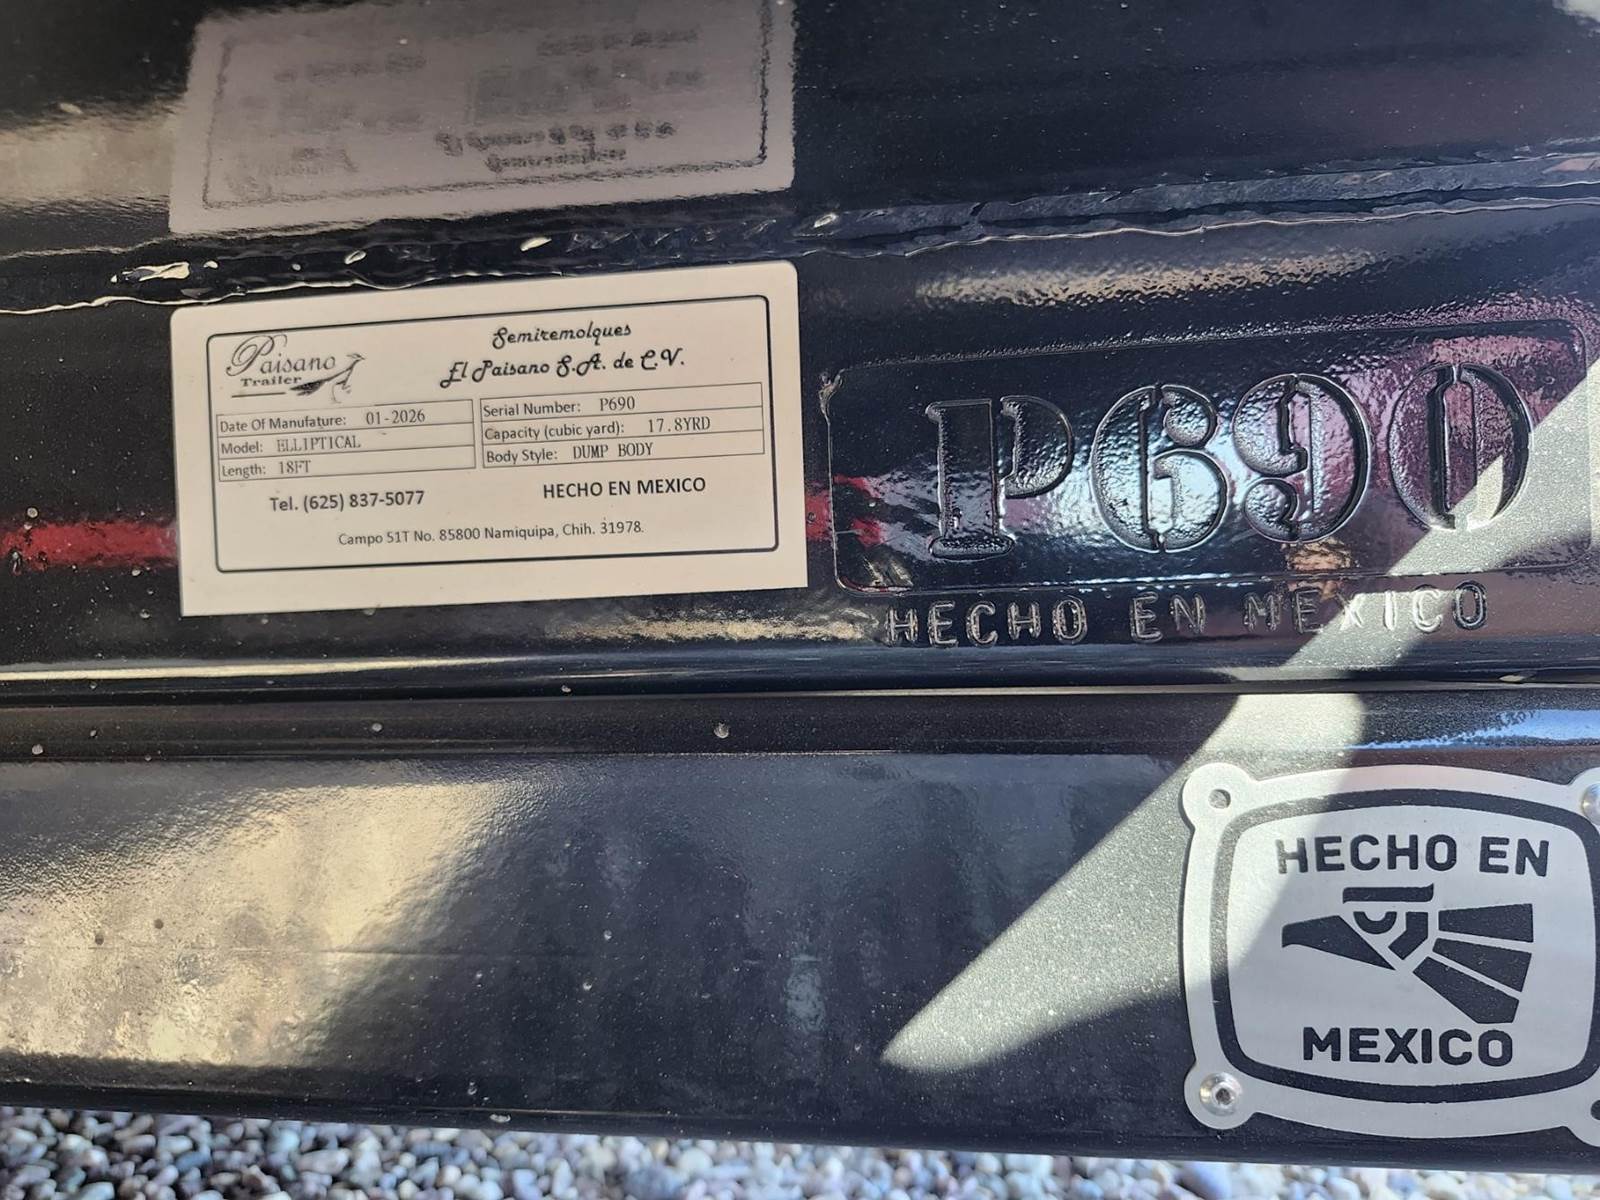 Paisano
Trailer
Semiremolques
El Paisano S.A. de C.V.
Date Of Manufature: 01-2026
Model: ELLIPTICAL
Length: 18FT
Serial Number: P690
Capacity (cubic yard): 17.8YRD
Body Style: DUMP BODY
Tel. (625) 837-5077
HECHO EN MEXICO
Campo 51T No. 85800 Namiquipa, Chih. 31978.
P690
HECHO EN MEXICO
HECHO EN
MEXICO